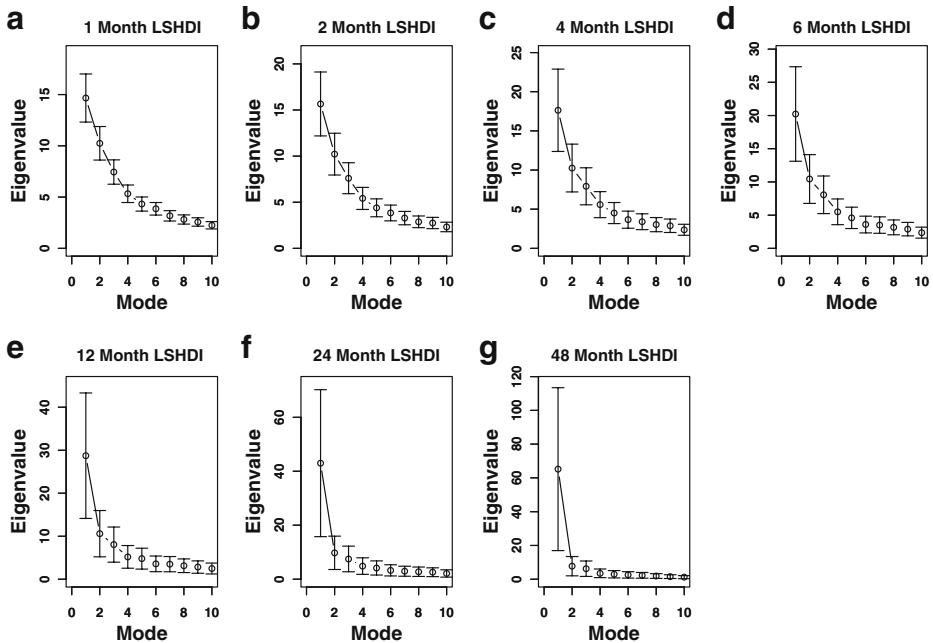 a 1 Month LSHDI
Eigenvalue
0 5 10 15
0 2 4 6 8 10
Mode
b 2 Month LSHDI
Eigenvalue
0 5 10 15 20
0 2 4 6 8 10
Mode
c 4 Month LSHDI
Eigenvalue
0 5 10 15 20 25
0 2 4 6 8 10
Mode
d 6 Month LSHDI
Eigenvalue
0 5 10 15 20 25 30
0 2 4 6 8 10
Mode
e 12 Month LSHDI
Eigenvalue
0 10 20 30 40
0 2 4 6 8 10
Mode
f 24 Month LSHDI
Eigenvalue
0 20 40 60
0 2 4 6 8 10
Mode
g 48 Month LSHDI
Eigenvalue
0 20 40 60 80 100 120
0 2 4 6 8 10
Mode